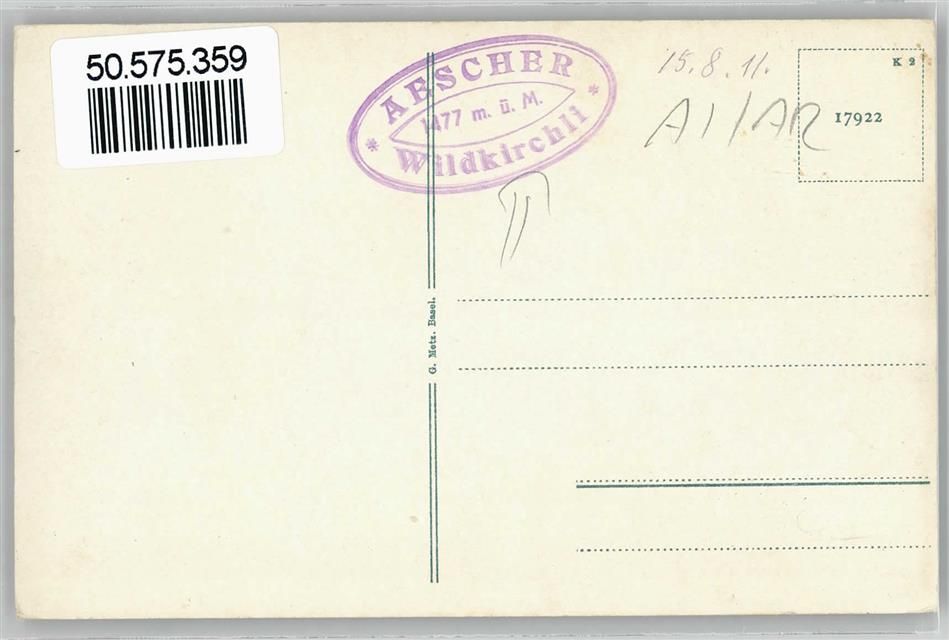 50.575.359
AESCHER
1477 m. ü. M.
* Wildkirchli *
15.8.11.
AI/AR
K 2
17922
G. Metz. Basel.